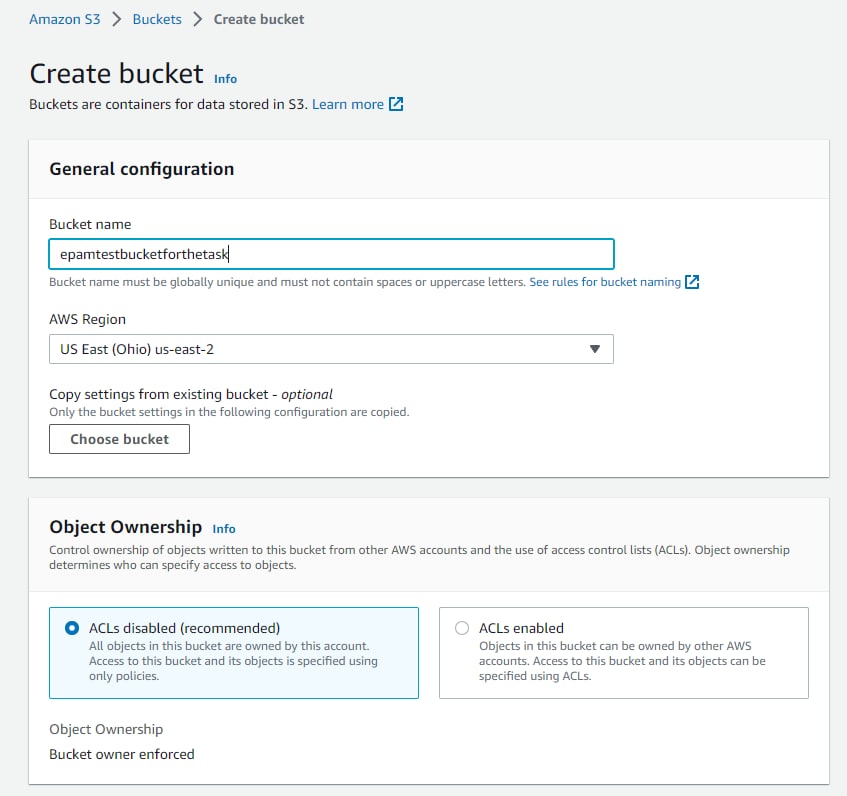 Amazon S3 > Buckets > Create bucket
Create bucket Info
Buckets are containers for data stored in S3. Learn more
General configuration
Bucket name
epamtestbucketforthetask
Bucket name must be globally unique and must not contain spaces or uppercase letters. See rules for bucket naming
AWS Region
US East (Ohio) us-east-2
Copy settings from existing bucket - optional
Only the bucket settings in the following configuration are copied.
Choose bucket
Object Ownership Info
Control ownership of objects written to this bucket from other AWS accounts and the use of access control lists (ACLs). Object ownership
determines who can specify access to objects.
ACLs disabled (recommended)
All objects in this bucket are owned by this account.
Access to this bucket and its objects is specified using
only policies.
ACLs enabled
Objects in this bucket can be owned by other AWS
accounts. Access to this bucket and its objects can be
specified using ACLs.
Object Ownership
Bucket owner enforced